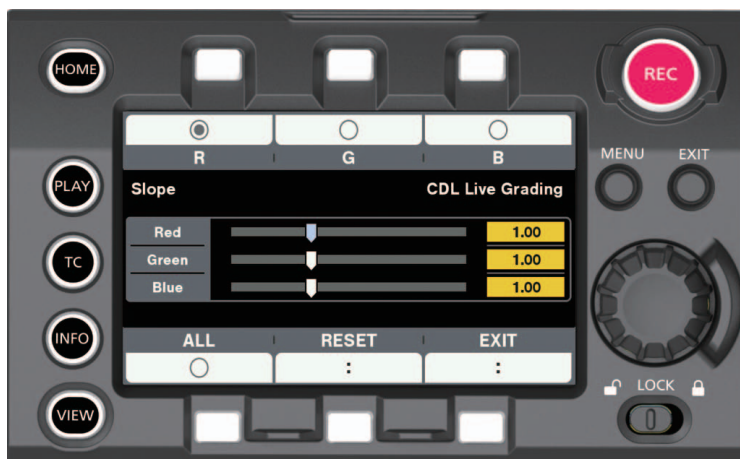 HOME
REC
R G B
MENU EXIT
PLAY
Slope CDL Live Grading
Red 1.00
TC
Green 1.00
Blue 1.00
INFO
ALL RESET EXIT
: :
LOCK
VIEW